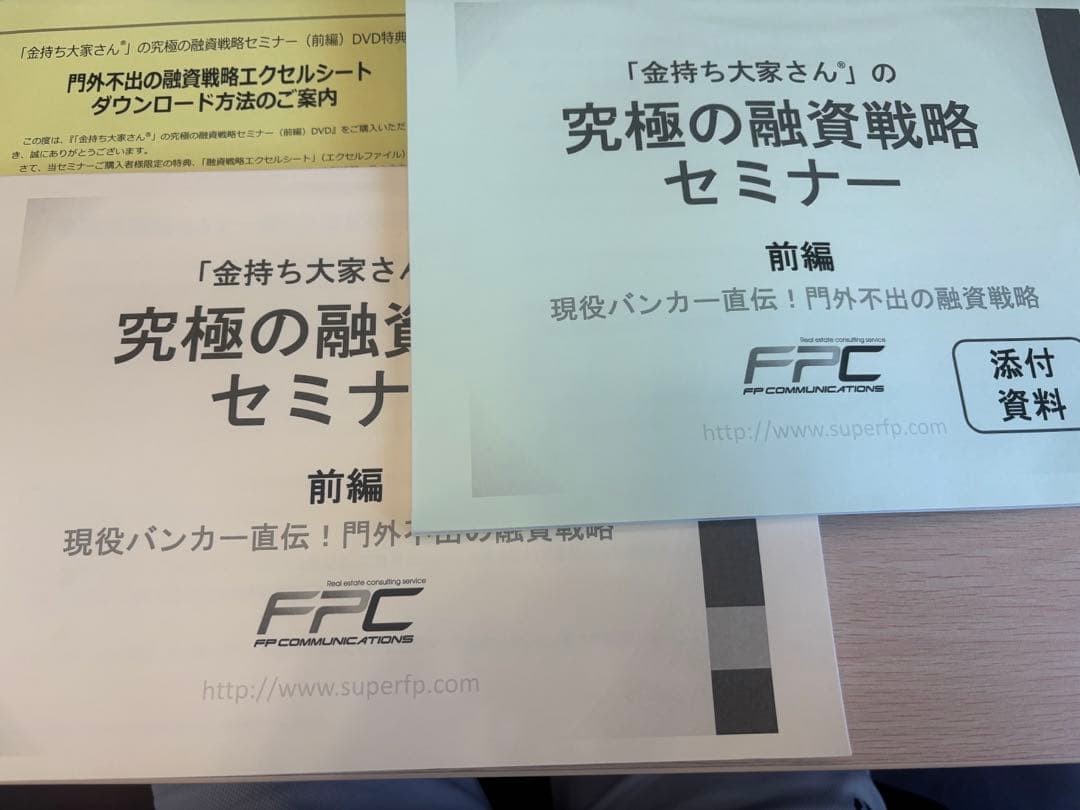 「金持ち大家さん®」の究極の融資戦略セミナー（前編）DVD特典
門外不出の融資戦略エクセルシート
ダウンロード方法のご案内
この度は、『「金持ち大家さん®」の究極の融資戦略セミナー（前編）DVD』をご購入いただ
き、誠にありがとうございます。
さて、当セミナーご購入者様限定の特典、「融資戦略エクセルシート」（エクセルファイル）
「金持ち大家さん®」の
究極の融資戦略
セミナー
前編
現役バンカー直伝！門外不出の融資戦略
Real estate consulting service
FPC
FP COMMUNICATIONS
http://www.superfp.com
添付
資料
「金持ち大家さん
究極の融資
セミナ
前編
現役バンカー直伝！門外不出の融資戦略
Real estate consulting service
FPC
FP COMMUNICATIONS
http://www.superfp.com